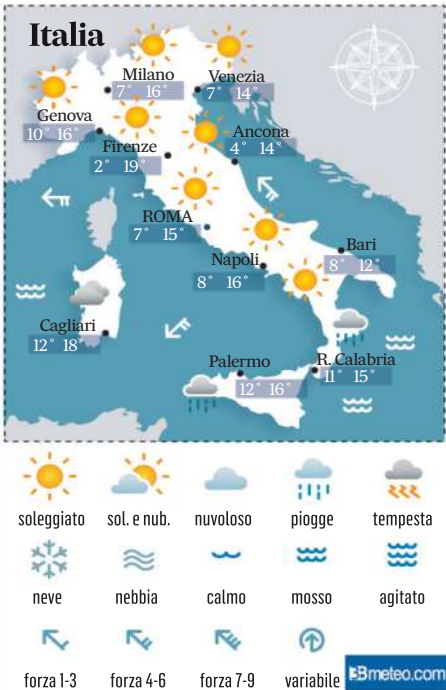 Italia
Milano
7° 16°
Venezia
7° 14°
Genova
10° 16°
Firenze
2° 19°
Ancona
4° 14°
ROMA
7° 15°
Napoli
8° 16°
Bari
8° 12°
Cagliari
12° 18°
Palermo
12° 16°
R. Calabria
11° 15°
soleggiato sol. e nub. nuvoloso piogge tempesta
neve nebbia calmo mosso agitato
forza 1-3 forza 4-6 forza 7-9 variabile
3Bmeteo.com